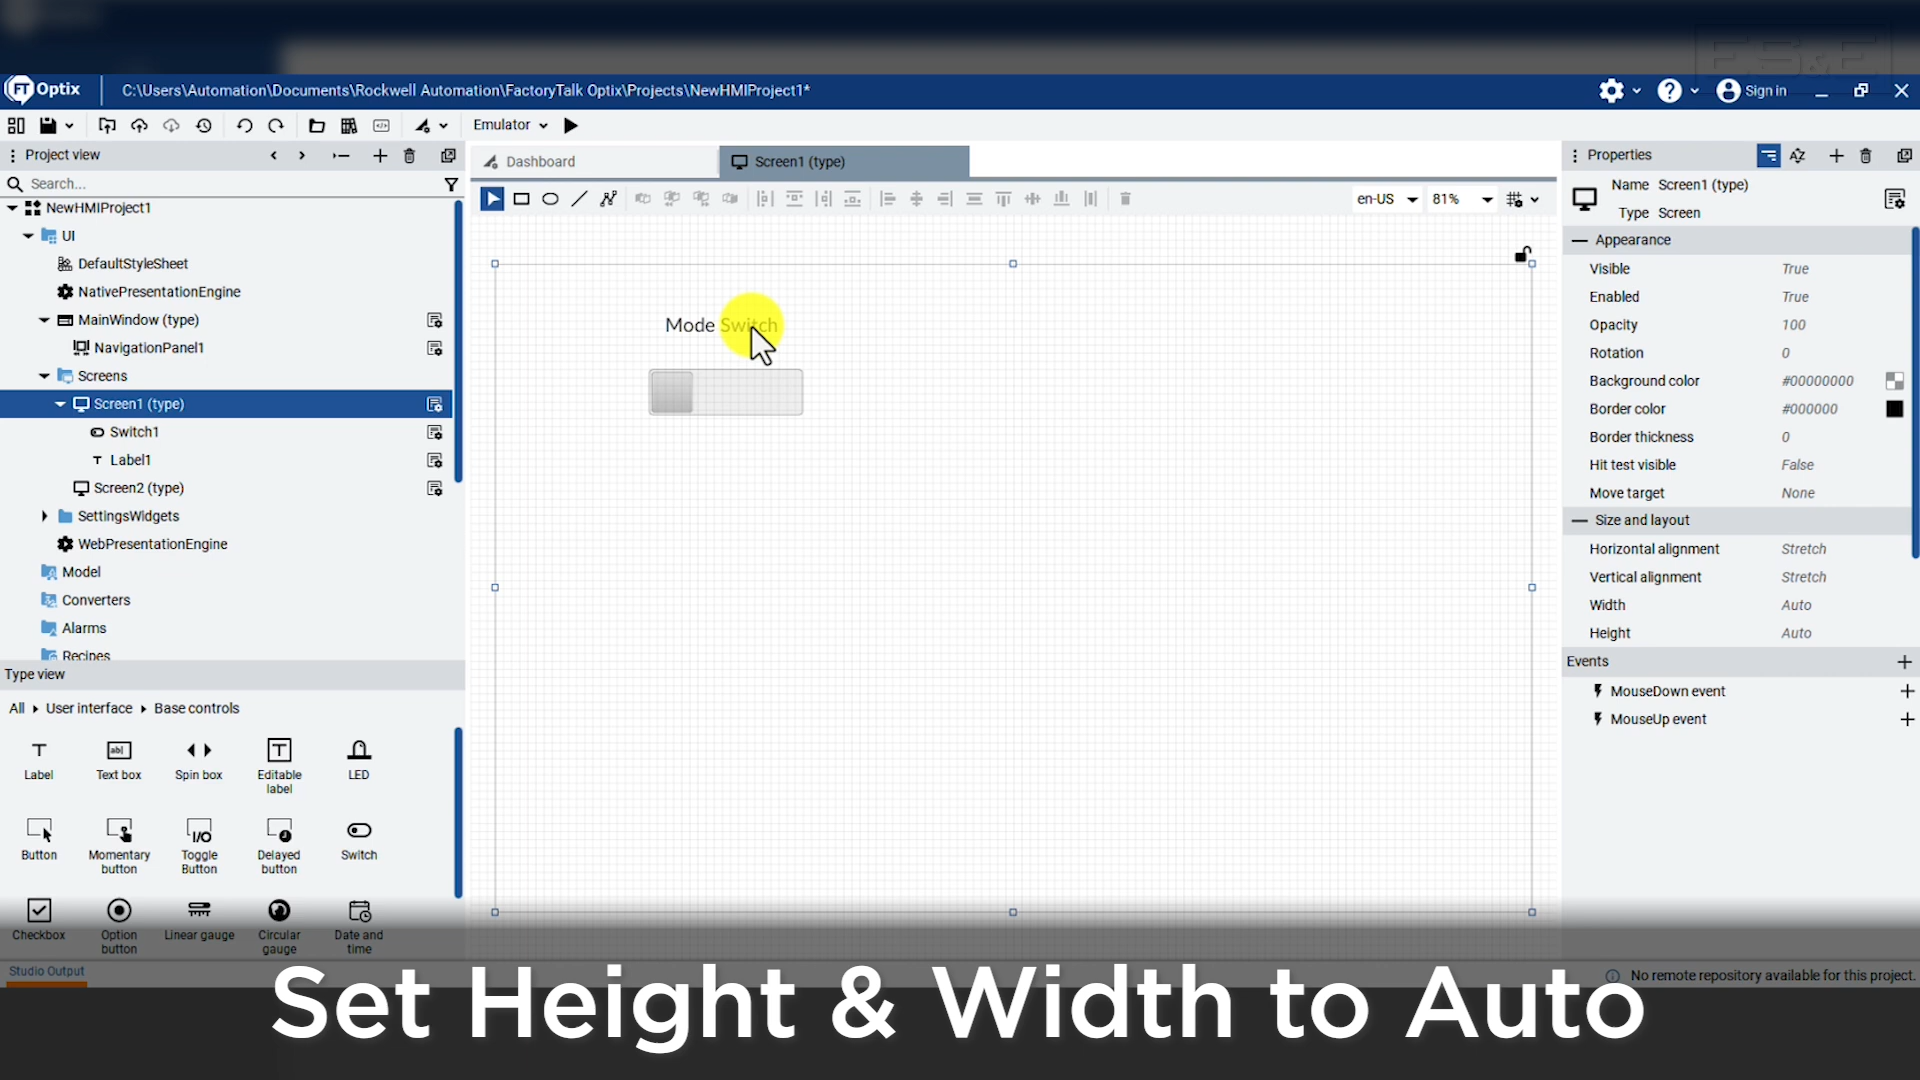 FS&E
FT Optix
C:\Users\Automation\Documents\Rockwell Automation\FactoryTalk Optix\Projects\NewHMIProject1*
Sign in
Emulator
Project view
Search...
NewHMIProject1
UI
DefaultStyleSheet
NativePresentationEngine
MainWindow (type)
NavigationPanel1
Screens
Screen1 (type)
Switch1
Label1
Screen2 (type)
SettingsWidgets
WebPresentationEngine
Model
Converters
Alarms
Recipes
Type view
All User interface Base controls
Label
Text box
Spin box
Editable
label
LED
Button
Momentary
button
I/O
Toggle
Button
Delayed
button
Switch
Checkbox
Option
button
Linear gauge
Circular
gauge
Date and
time
Studio Output
Dashboard
Screen1 (type)
en-US
81%
Mode Switch
Properties
Name Screen1 (type)
Type Screen
Appearance
Visible True
Enabled True
Opacity 100
Rotation 0
Background color #00000000
Border color #000000
Border thickness 0
Hit test visible False
Move target None
Size and layout
Horizontal alignment Stretch
Vertical alignment Stretch
Width Auto
Height Auto
Events
MouseDown event
MouseUp event
No remote repository available for this project.
Set Height & Width to Auto